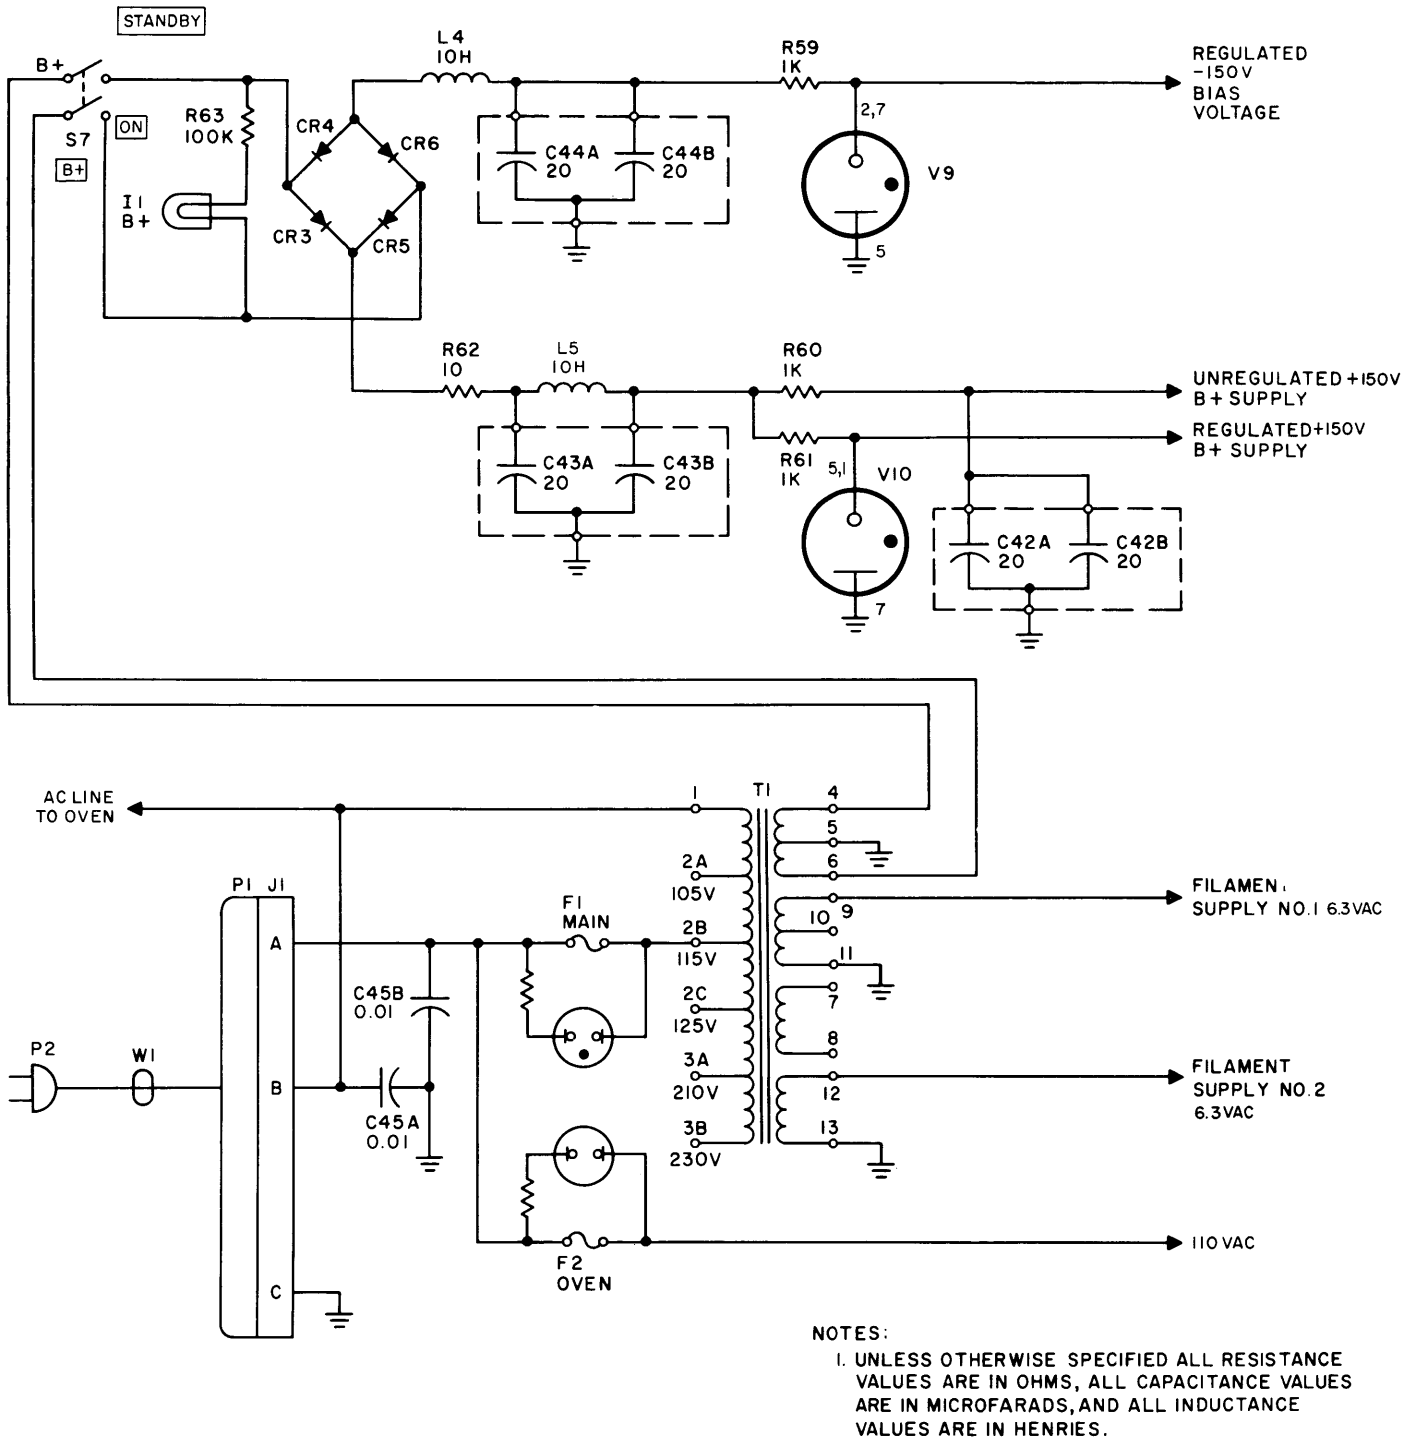 STANDBY
B+
S7
ON
B+
R63
100K
I1
B+
CR4
CR6
CR3
CR5
L4
10H
C44A
20
C44B
20
R59
1K
2,7
V9
5
REGULATED
-150V
BIAS
VOLTAGE
R62
10
L5
10H
C43A
20
C43B
20
R60
1K
R61
1K
5,1
V10
7
UNREGULATED +150V
B+ SUPPLY
REGULATED+150V
B+ SUPPLY
C42A
20
C42B
20
AC LINE
TO OVEN
P1 J1
A
B
C
P2
W1
C45B
0.01
C45A
0.01
F1
MAIN
F2
OVEN
T1
1
2A
105V
2B
115V
2C
125V
3A
210V
3B
230V
4
5
6
9
10
11
7
8
12
13
FILAMEN
SUPPLY NO.1 6.3VAC
FILAMENT
SUPPLY NO.2
6.3VAC
110 VAC
NOTES:
1. UNLESS OTHERWISE SPECIFIED ALL RESISTANCE
VALUES ARE IN OHMS, ALL CAPACITANCE VALUES
ARE IN MICROFARADS, AND ALL INDUCTANCE
VALUES ARE IN HENRIES.